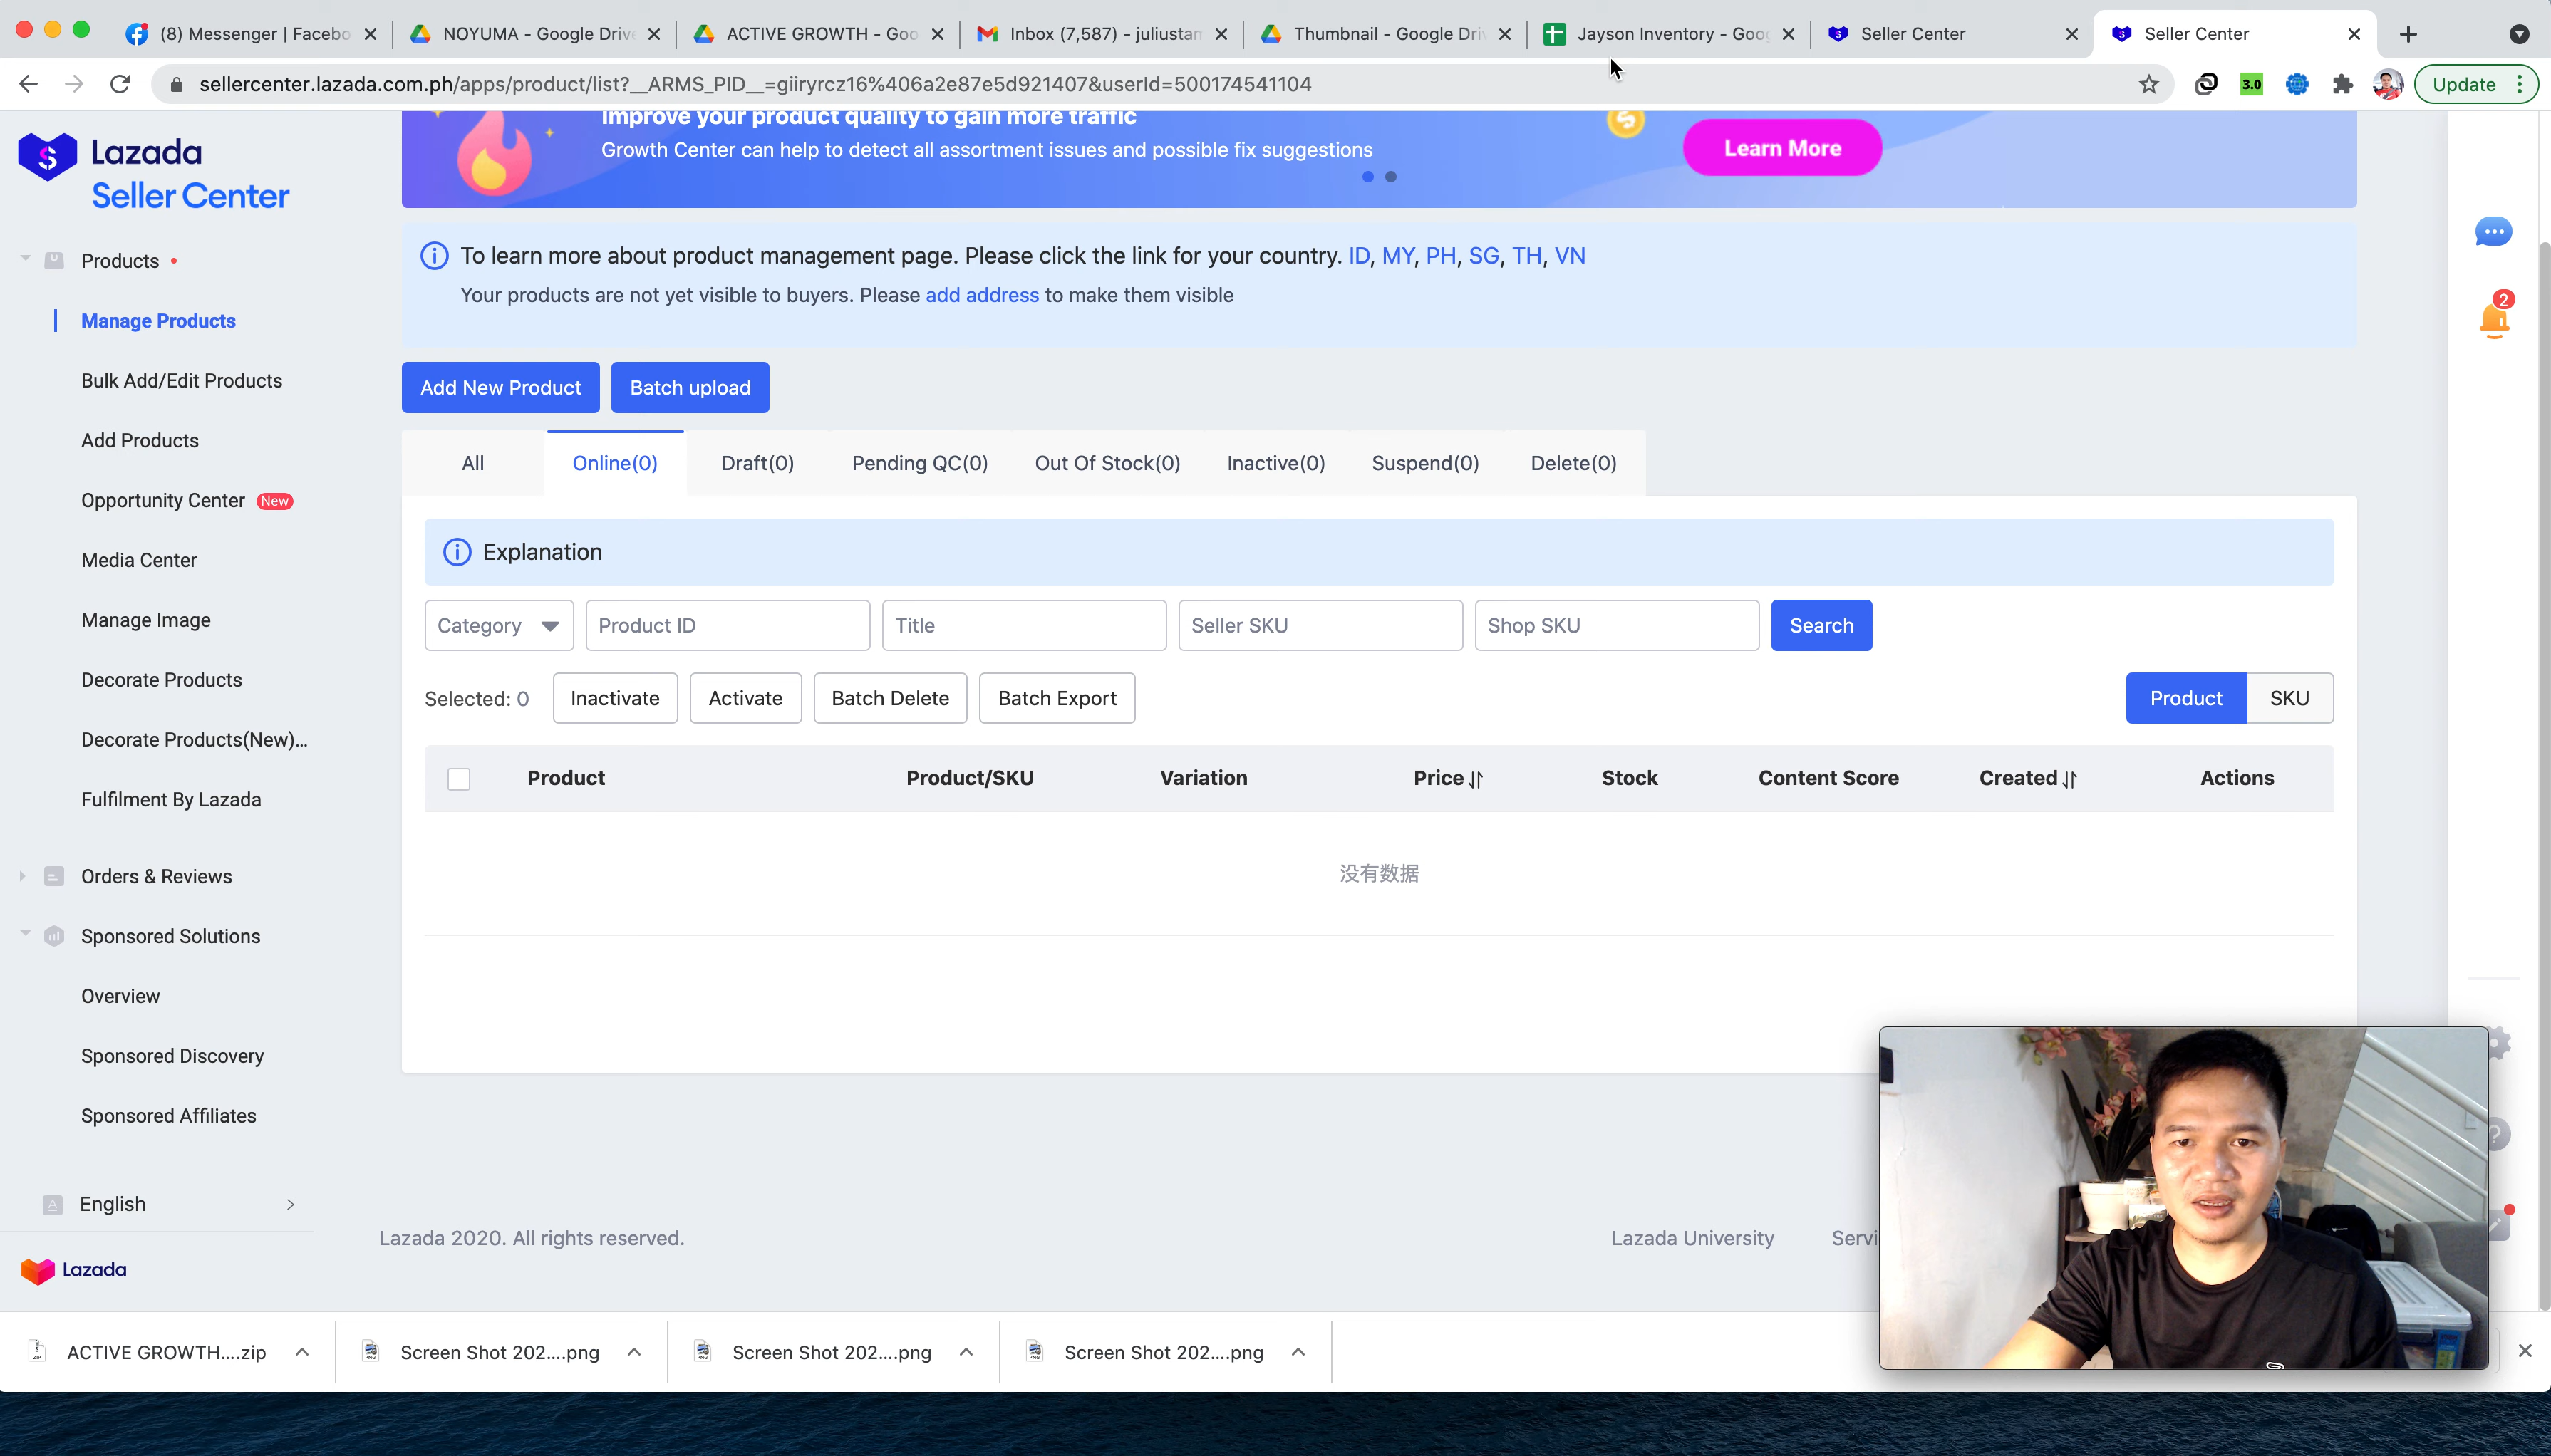 (8) Messenger | Facebo
NOYUMA - Google Drive
ACTIVE GROWTH - Goo
Inbox (7,587) - juliustan
Thumbnail - Google Driv
Jayson Inventory - Goog
Seller Center
Seller Center
sellercenter.lazada.com.ph/apps/product/list?__ARMS_PID__=giiryrcz16%406a2e87e5d921407&userId=500174541104
3.0
Update
Lazada
Seller Center
Improve your product quality to gain more traffic
Growth Center can help to detect all assortment issues and possible fix suggestions
Learn More
To learn more about product management page. Please click the link for your country. ID, MY, PH, SG, TH, VN
Your products are not yet visible to buyers. Please add address to make them visible
2
Products
Manage Products
Bulk Add/Edit Products
Add Products
Opportunity Center New
Media Center
Manage Image
Decorate Products
Decorate Products(New)...
Fulfilment By Lazada
Orders & Reviews
Sponsored Solutions
Overview
Sponsored Discovery
Sponsored Affiliates
English
Lazada
Add New Product
Batch upload
All
Online(0)
Draft(0)
Pending QC(0)
Out Of Stock(0)
Inactive(0)
Suspend(0)
Delete(0)
Explanation
Category
Product ID
Title
Seller SKU
Shop SKU
Search
Selected: 0
Inactivate
Activate
Batch Delete
Batch Export
Product
SKU
Product
Product/SKU
Variation
Price
Stock
Content Score
Created
Actions
没有数据
Lazada 2020. All rights reserved.
Lazada University
Servi
ACTIVE GROWTH....zip
Screen Shot 202....png
Screen Shot 202....png
Screen Shot 202....png